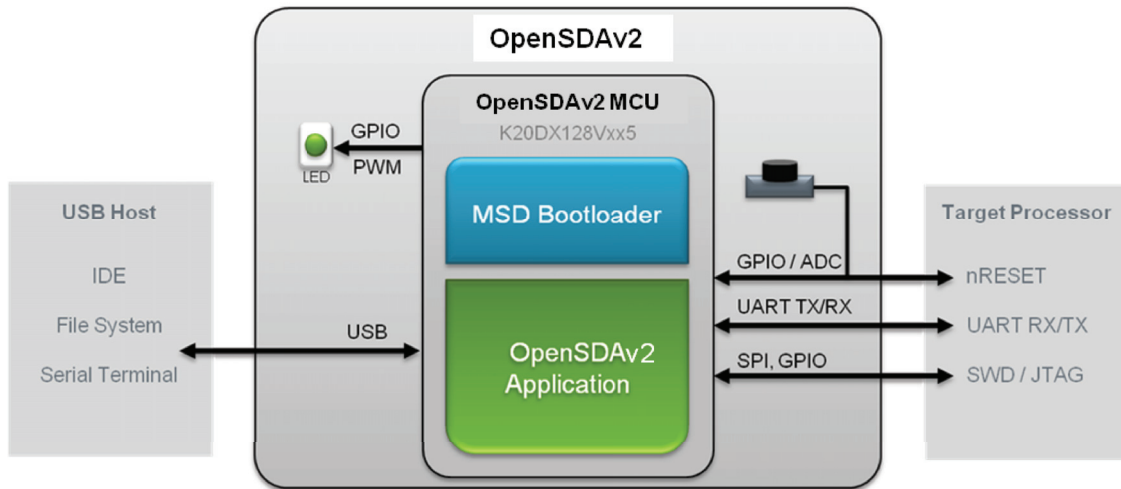 OpenSDAv2
OpenSDAv2 MCU
K20DX128Vxx5
GPIO
PWM
LED
MSD Bootloader
USB Host
IDE
File System
Serial Terminal
USB
OpenSDAv2
Application
GPIO / ADC
UART TX/RX
SPI, GPIO
Target Processor
nRESET
UART RX/TX
SWD / JTAG